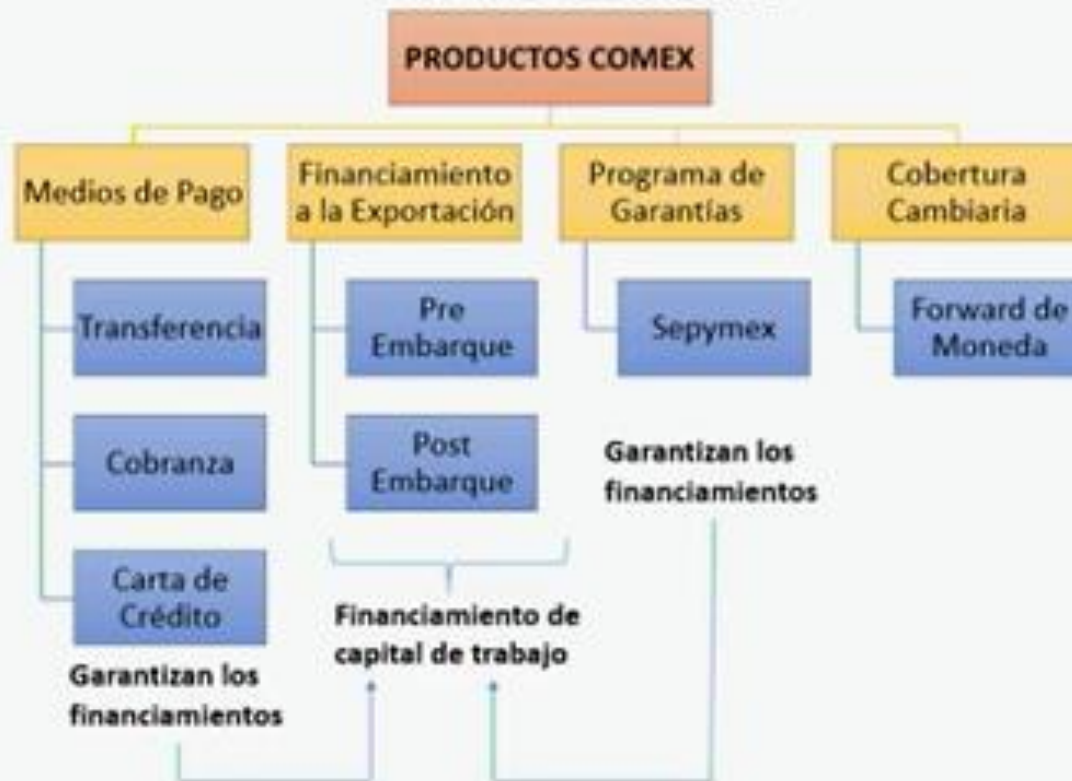 PRODUCTOS COMEX
Medios de Pago
Financiamiento
a la Exportación
Programa de
Garantías
Cobertura
Cambiaria
Transferencia
Pre
Embarque
Sepymex
Forward de
Moneda
Cobranza
Post
Embarque
Garantizan los
financiamientos
Carta de
Crédito
Financiamiento de
capital de trabajo
Garantizan los
financiamientos